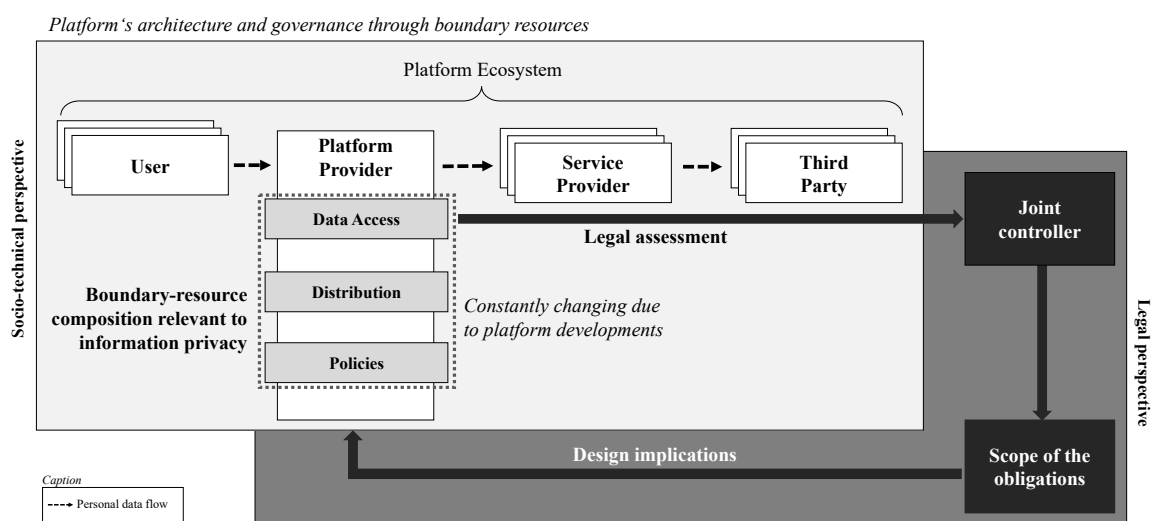 Platform‘s architecture and governance through boundary resources
Platform Ecosystem
Socio-technical perspective
User
Platform
Provider
Service
Provider
Third
Party
Data Access
Legal assessment
Joint
controller
Distribution
Boundary-resource
composition relevant to
information privacy
Constantly changing due
to platform developments
Policies
Legal perspective
Design implications
Scope of the
obligations
Caption
Personal data flow